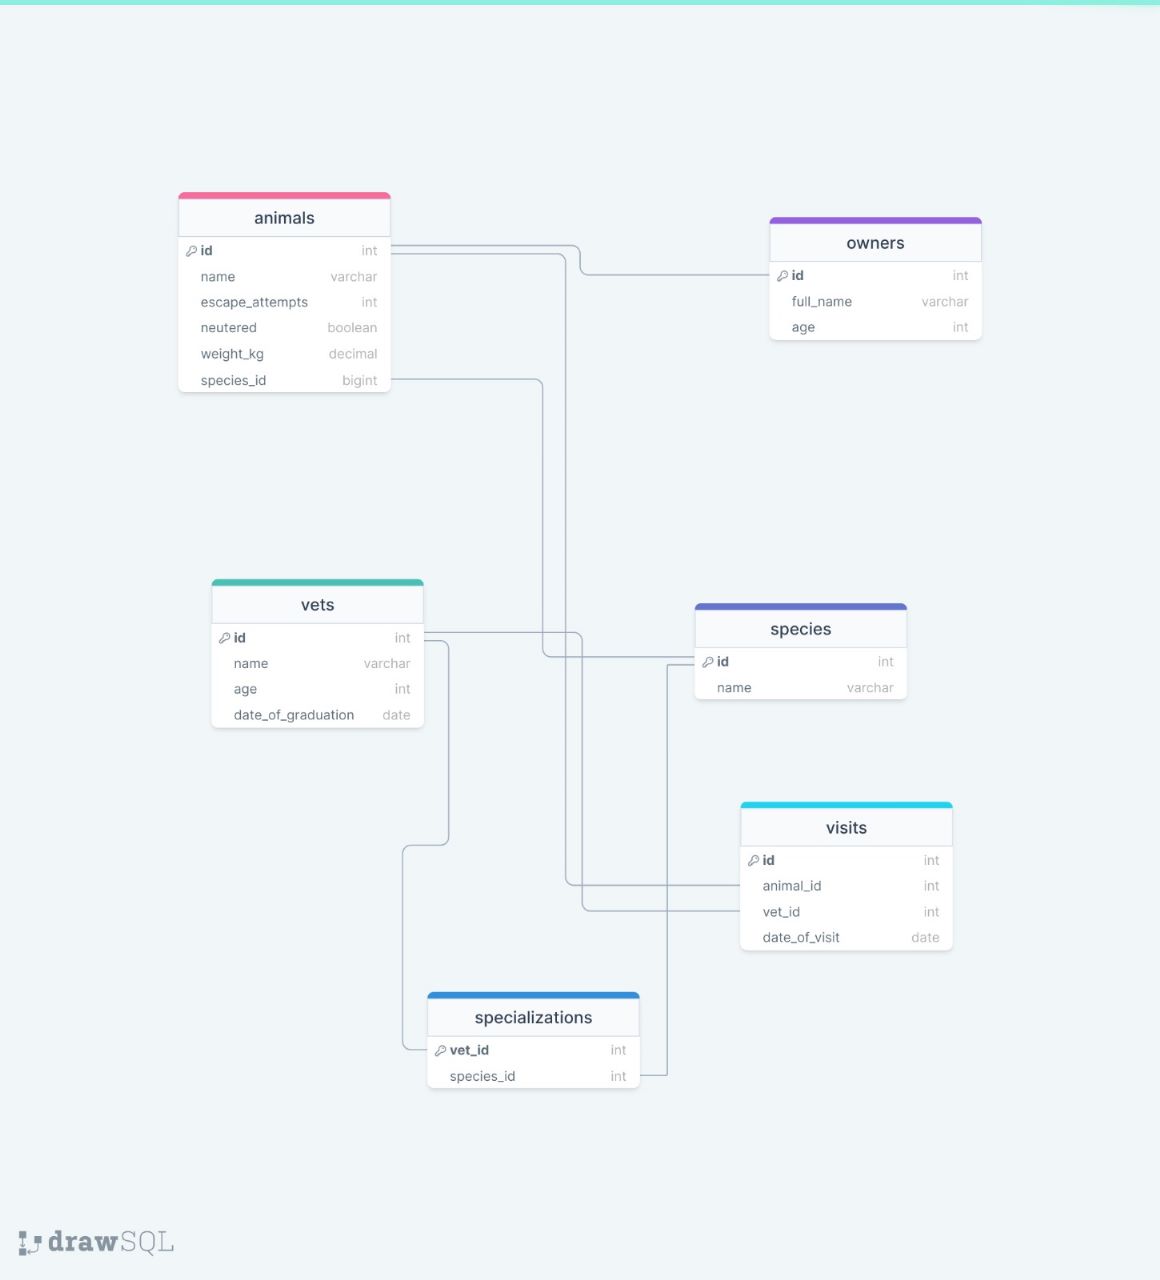 animals
id int
name varchar
escape_attempts int
neutered boolean
weight_kg decimal
species_id bigint
owners
id int
full_name varchar
age int
vets
id int
name varchar
age int
date_of_graduation date
species
id int
name varchar
visits
id int
animal_id int
vet_id int
date_of_visit date
specializations
vet_id int
species_id int
drawSQL